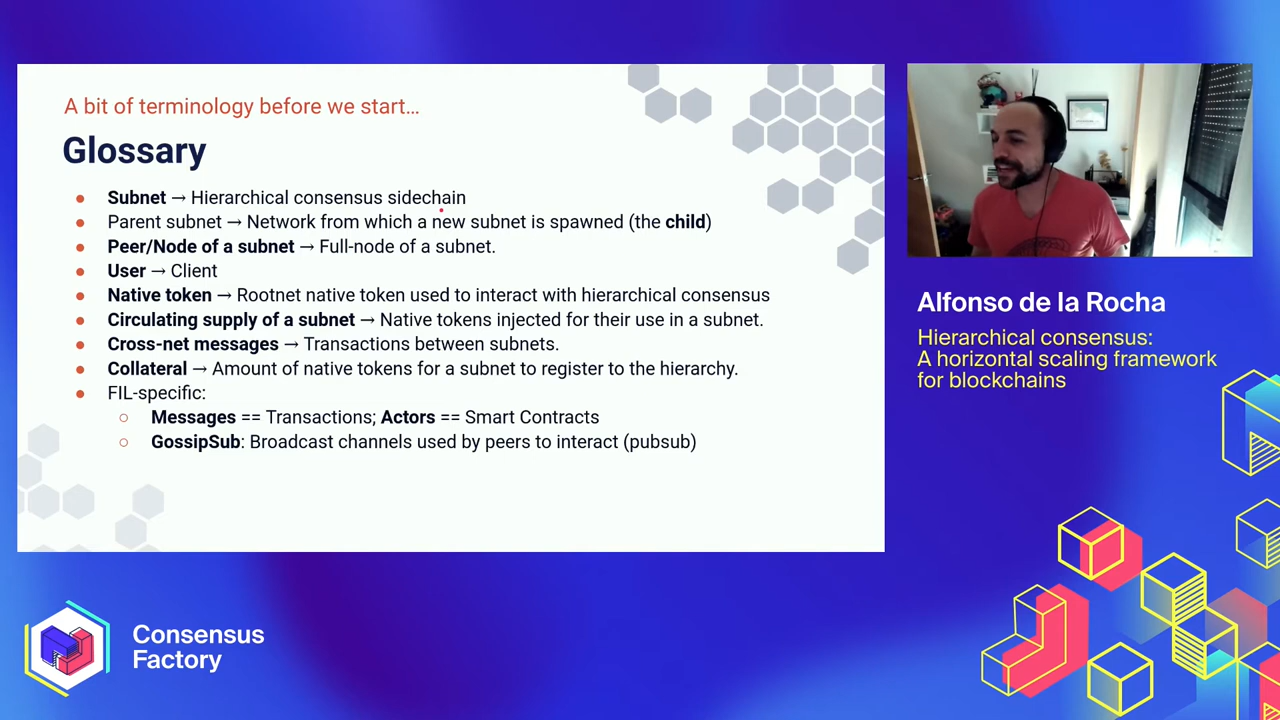 A bit of terminology before we start…
Glossary
● Subnet → Hierarchical consensus sidechain
● Parent subnet → Network from which a new subnet is spawned (the child)
● Peer/Node of a subnet → Full-node of a subnet.
● User → Client
● Native token → Rootnet native token used to interact with hierarchical consensus
● Circulating supply of a subnet → Native tokens injected for their use in a subnet.
● Cross-net messages → Transactions between subnets.
● Collateral → Amount of native tokens for a subnet to register to the hierarchy.
● FIL-specific:
○ Messages == Transactions; Actors == Smart Contracts
○ GossipSub: Broadcast channels used by peers to interact (pubsub)
Alfonso de la Rocha
Hierarchical consensus:
A horizontal scaling framework
for blockchains
Consensus
Factory